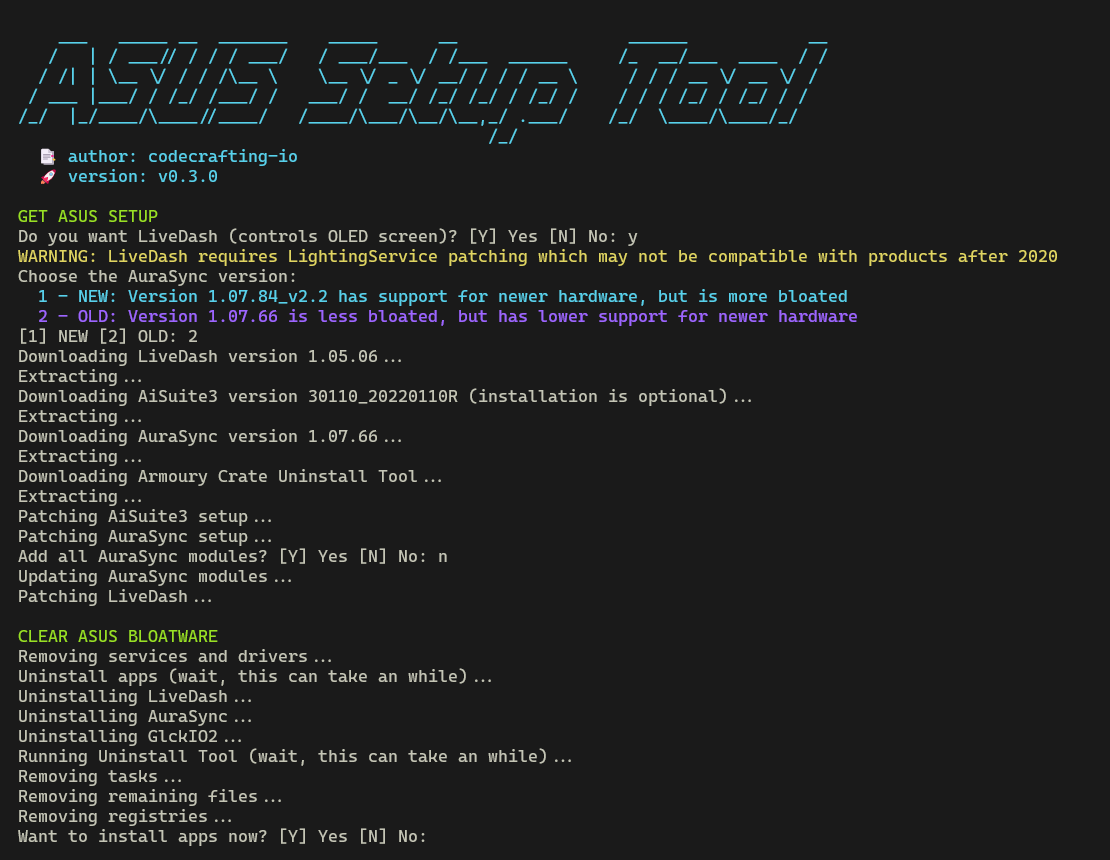 ASUS Setup Tool
author: codecrafting-io
version: v0.3.0
GET ASUS SETUP
Do you want LiveDash (controls OLED screen)? [Y] Yes [N] No: y
WARNING: LiveDash requires LightingService patching which may not be compatible with products after 2020
Choose the AuraSync version:
1 - NEW: Version 1.07.84_v2.2 has support for newer hardware, but is more bloated
2 - OLD: Version 1.07.66 is less bloated, but has lower support for newer hardware
[1] NEW [2] OLD: 2
Downloading LiveDash version 1.05.06...
Extracting...
Downloading AiSuite3 version 30110_20220110R (installation is optional)...
Extracting...
Downloading AuraSync version 1.07.66...
Extracting...
Downloading Armoury Crate Uninstall Tool...
Extracting...
Patching AiSuite3 setup...
Patching AuraSync setup...
Add all AuraSync modules? [Y] Yes [N] No: n
Updating AuraSync modules...
Patching LiveDash...
CLEAR ASUS BLOATWARE
Removing services and drivers...
Uninstall apps (wait, this can take an while)...
Uninstalling LiveDash...
Uninstalling AuraSync...
Uninstalling GlckIO2...
Running Uninstall Tool (wait, this can take an while)...
Removing tasks...
Removing remaining files...
Removing registries...
Want to install apps now? [Y] Yes [N] No: